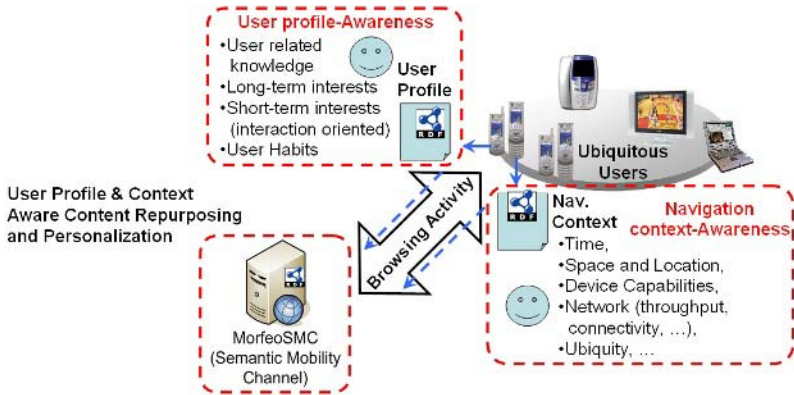 User profile-Awareness
•User related
knowledge
•Long-term interests
•Short-term interests
(interaction oriented)
•User Habits
User
Profile
RDF
Ubiquitous
Users
User Profile & Context
Aware Content Repurposing
and Personalization
Browsing Activity
RDF
MorfeoSMC
(Semantic Mobility
Channel)
RDF
Nav.
Context
Navigation
context-Awareness
•Time,
•Space and Location,
•Device Capabilities,
•Network (throughput,
connectivity, …),
•Ubiquity, …